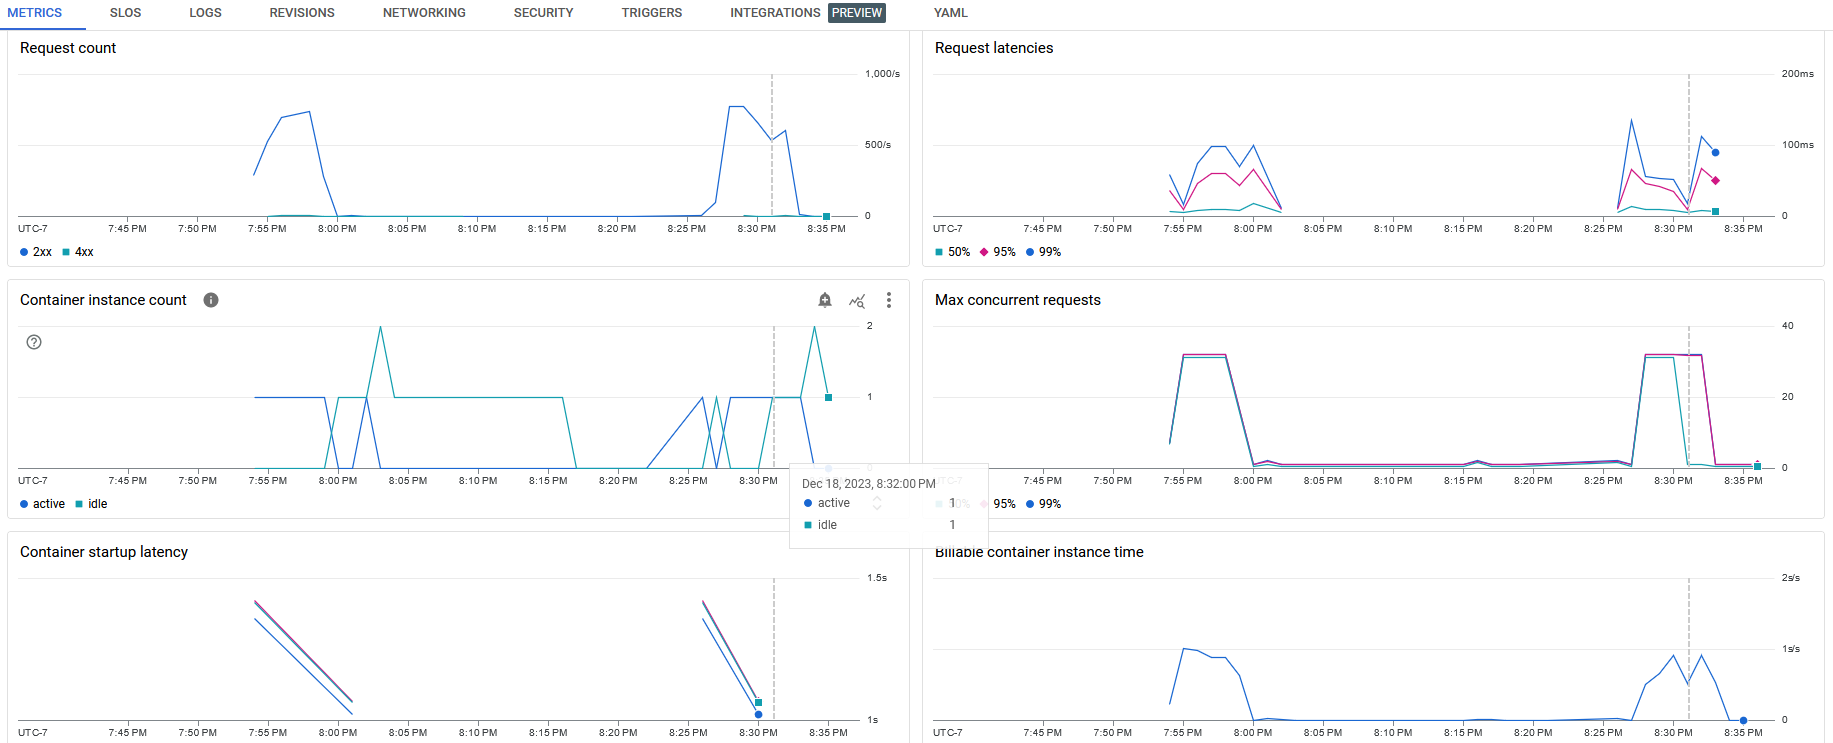 METRICS SLOS LOGS REVISIONS NETWORKING SECURITY TRIGGERS INTEGRATIONS PREVIEW YAML
Request count
1,000/s
500/s
0
UTC-7 7:45 PM 7:50 PM 7:55 PM 8:00 PM 8:05 PM 8:10 PM 8:15 PM 8:20 PM 8:25 PM 8:30 PM 8:35 PM
2xx 4xx
Request latencies
200ms
100ms
0
UTC-7 7:45 PM 7:50 PM 7:55 PM 8:00 PM 8:05 PM 8:10 PM 8:15 PM 8:20 PM 8:25 PM 8:30 PM 8:35 PM
50% 95% 99%
Container instance count
2
1
0
UTC-7 7:45 PM 7:50 PM 7:55 PM 8:00 PM 8:05 PM 8:10 PM 8:15 PM 8:20 PM 8:25 PM 8:30 PM
active idle
Dec 18, 2023, 8:32:00 PM
active 1
idle 1
Max concurrent requests
40
20
0
7:45 PM 7:50 PM 7:55 PM 8:00 PM 8:05 PM 8:10 PM 8:15 PM 8:20 PM 8:25 PM 8:30 PM 8:35 PM
50% 95% 99%
Container startup latency
1.5s
1s
UTC-7 7:45 PM 7:50 PM 7:55 PM 8:00 PM 8:05 PM 8:10 PM 8:15 PM 8:20 PM 8:25 PM 8:30 PM 8:35 PM
Billable container instance time
2s/s
1s/s
0
UTC-7 7:45 PM 7:50 PM 7:55 PM 8:00 PM 8:05 PM 8:10 PM 8:15 PM 8:20 PM 8:25 PM 8:30 PM 8:35 PM